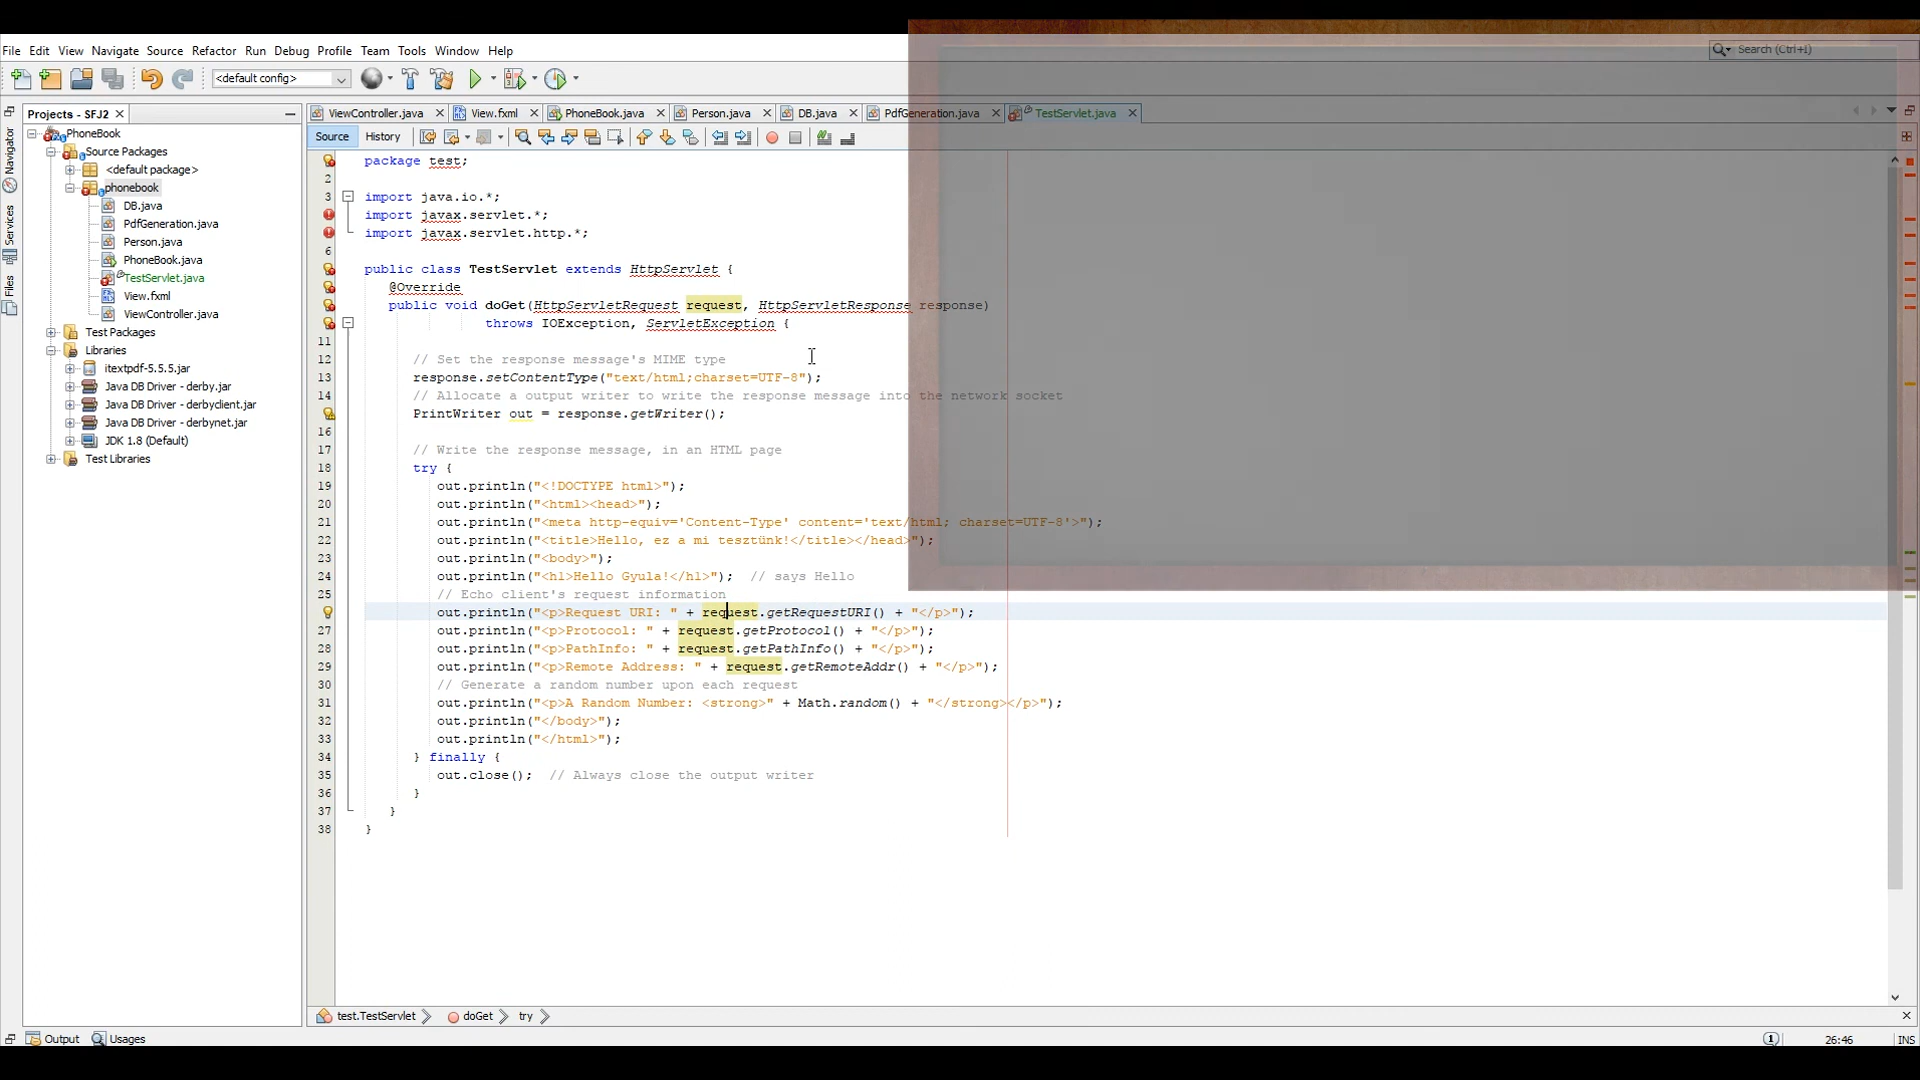 File Edit View Navigate Source Refactor Run Debug Profile Team Tools Window Help
Search (Ctrl+I)
<default config>
Projects - SFJ2
ViewController.java View.fxml PhoneBook.java Person.java DB.java PdfGeneration.java TestServlet.java
Source History
Navigator
Services
Files
PhoneBook
Source Packages
<default package>
phonebook
DB.java
PdfGeneration.java
Person.java
PhoneBook.java
TestServlet.java
View.fxml
ViewController.java
Test Packages
Libraries
itextpdf-5.5.5.jar
Java DB Driver - derby.jar
Java DB Driver - derbyclient.jar
Java DB Driver - derbynet.jar
JDK 1.8 (Default)
Test Libraries
package test;
2
3 import java.io.*;
import javax.servlet.*;
import javax.servlet.http.*;
6
public class TestServlet extends HttpServlet {
@Override
public void doGet(HttpServletRequest request, HttpServletResponse response)
throws IOException, ServletException {
11
12 // Set the response message's MIME type
13 response.setContentType("text/html;charset=UTF-8");
14 // Allocate a output writer to write the response message into the network socket
PrintWriter out = response.getWriter();
16
17 // Write the response message, in an HTML page
18 try {
19 out.println("<!DOCTYPE html>");
20 out.println("<html><head>");
21 out.println("<meta http-equiv='Content-Type' content='text/html; charset=UTF-8'>");
22 out.println("<title>Hello, ez a mi tesztünk!</title></head>");
23 out.println("<body>");
24 out.println("<h1>Hello Gyula!</h1>"); // says Hello
25 // Echo client's request information
out.println("<p>Request URI: " + request.getRequestURI() + "</p>");
27 out.println("<p>Protocol: " + request.getProtocol() + "</p>");
28 out.println("<p>PathInfo: " + request.getPathInfo() + "</p>");
29 out.println("<p>Remote Address: " + request.getRemoteAddr() + "</p>");
30 // Generate a random number upon each request
31 out.println("<p>A Random Number: <strong>" + Math.random() + "</strong></p>");
32 out.println("</body>");
33 out.println("</html>");
34 } finally {
35 out.close(); // Always close the output writer
36 }
37 }
38 }
test.TestServlet doGet try
Output Usages
1 26:46 INS